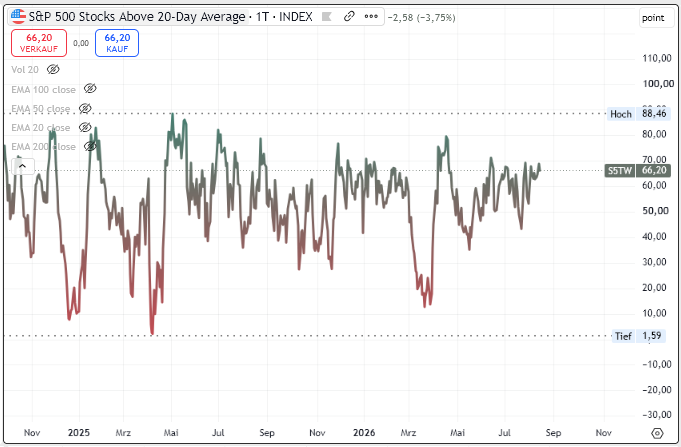 S&P 500 Stocks Above 20-Day Average · 1T · INDEX −2,58 (−3,75%)
point
66,20 VERKAUF
0,00
66,20 KAUF
Vol 20
EMA 100 close
EMA 50 close
EMA 20 close
EMA 200 close
110,00
100,00
Hoch 88,46
80,00
70,00
S5TW 66,20
60,00
50,00
40,00
30,00
20,00
10,00
Tief 1,59
−10,00
−20,00
−30,00
Nov 2025 Mrz Mai Jul Sep Nov 2026 Mrz Mai Jul Sep Nov